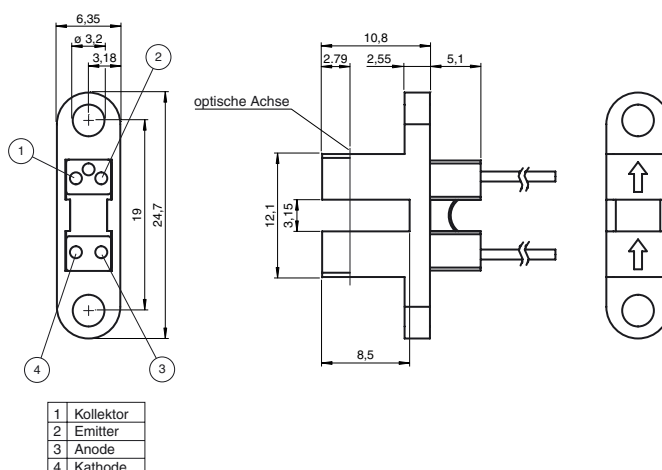 6,35
ø 3,2
3,18
2
1
19
24,7
4
3
10,8
2.79
2,55
5,1
optische Achse
12,1
3,15
8,5
1 Kollektor
2 Emitter
3 Anode
4 Kathode